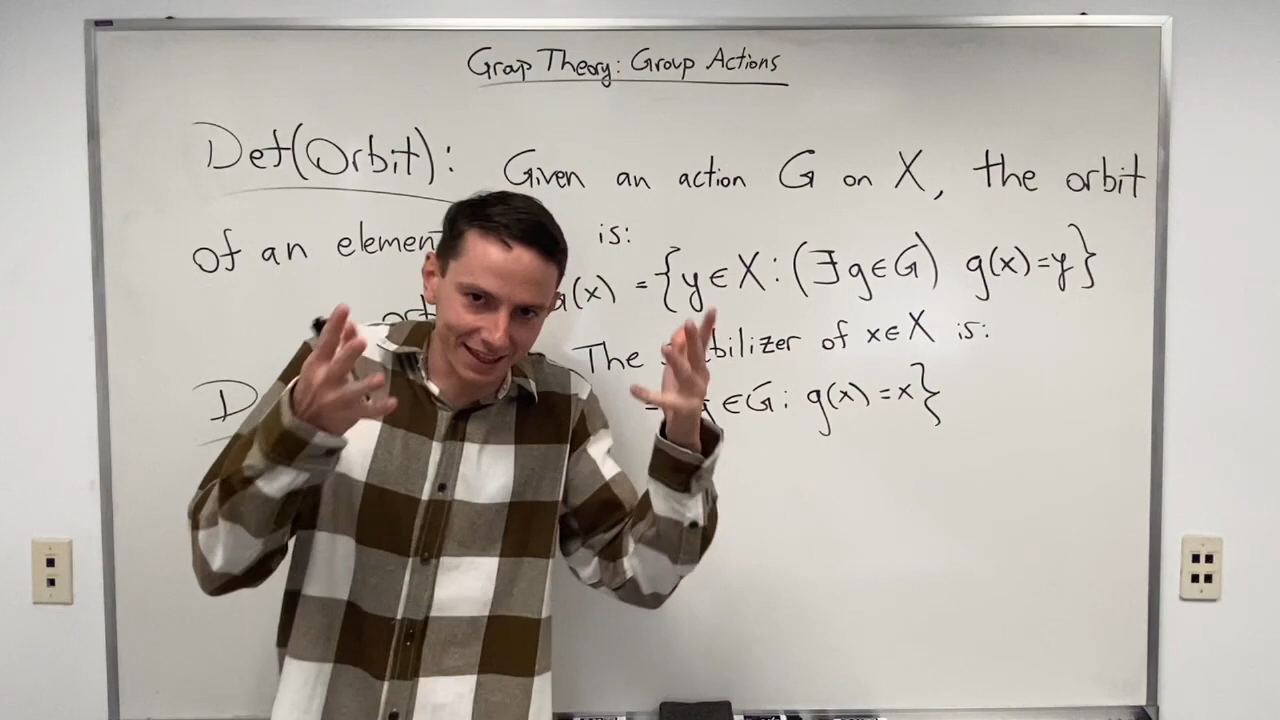 Group Theory: Group Actions
Def(Orbit): Given an action G on X, the orbit
of an elemen is:
G(x) = {y∈X: (∃g∈G) g(x)=y}
The bilizer of x∈X is:
= ∈G: g(x)=x}